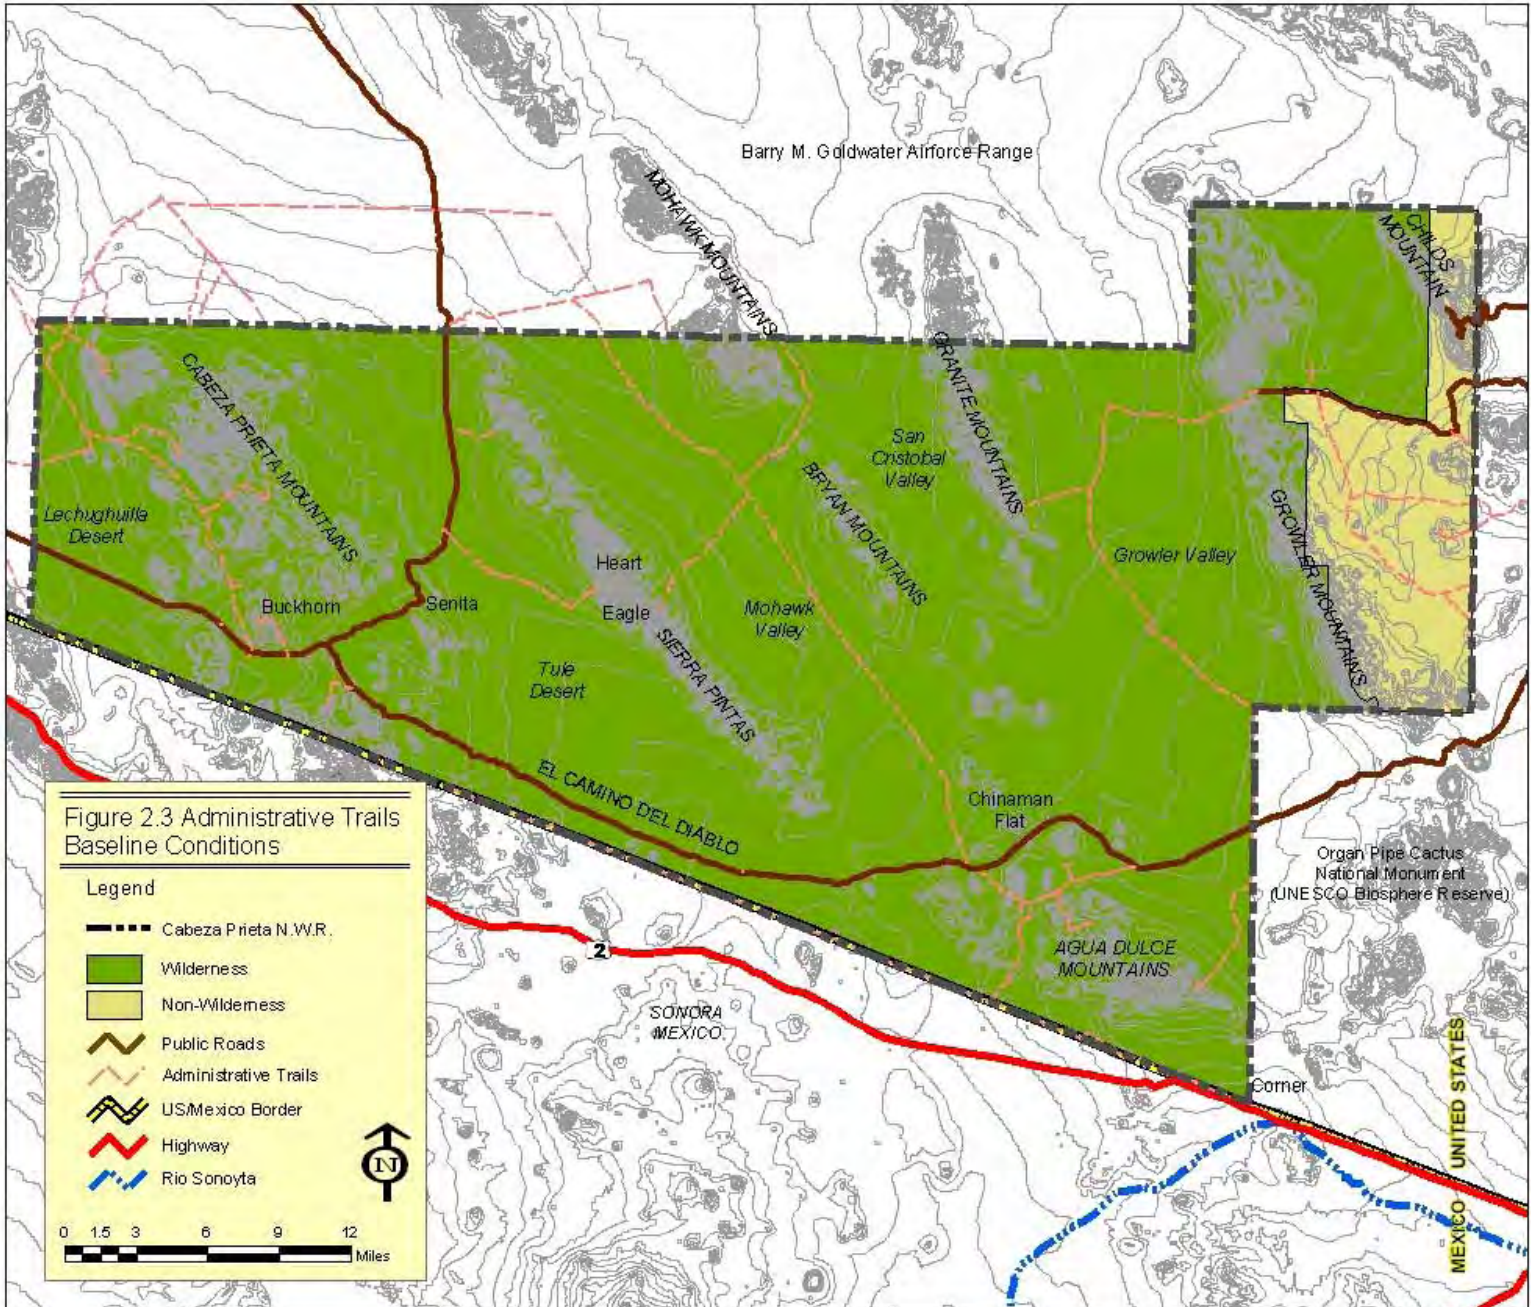 Barry M. Goldwater Airforce Range
MOHAWK MOUNTAINS
CHILDS
MOUNTAIN
CABEZA PRIETA MOUNTAINS
GRANITE MOUNTAINS
San
Cristobal
Valley
BRYAN MOUNTAINS
GROWLER MOUNTAINS
Lechughuilla
Desert
Growler Valley
Heart
Buckhorn
Senita
Eagle
Mohawk
Valley
SIERRA PINTAS
Tule
Desert
EL CAMINO DEL DIABLO
Chinaman
Flat
Organ Pipe Cactus
National Monument
(UNESCO Biosphere Reserve)
AGUA DULCE
MOUNTAINS
2
SONORA
MEXICO
Corner
MEXICO UNITED STATES
Figure 2.3 Administrative Trails
Baseline Conditions
Legend
Cabeza Prieta N.W.R.
Wilderness
Non-Wilderness
Public Roads
Administrative Trails
US/Mexico Border
Highway
Rio Sonoyta
N
0 1.5 3 6 9 12
Miles